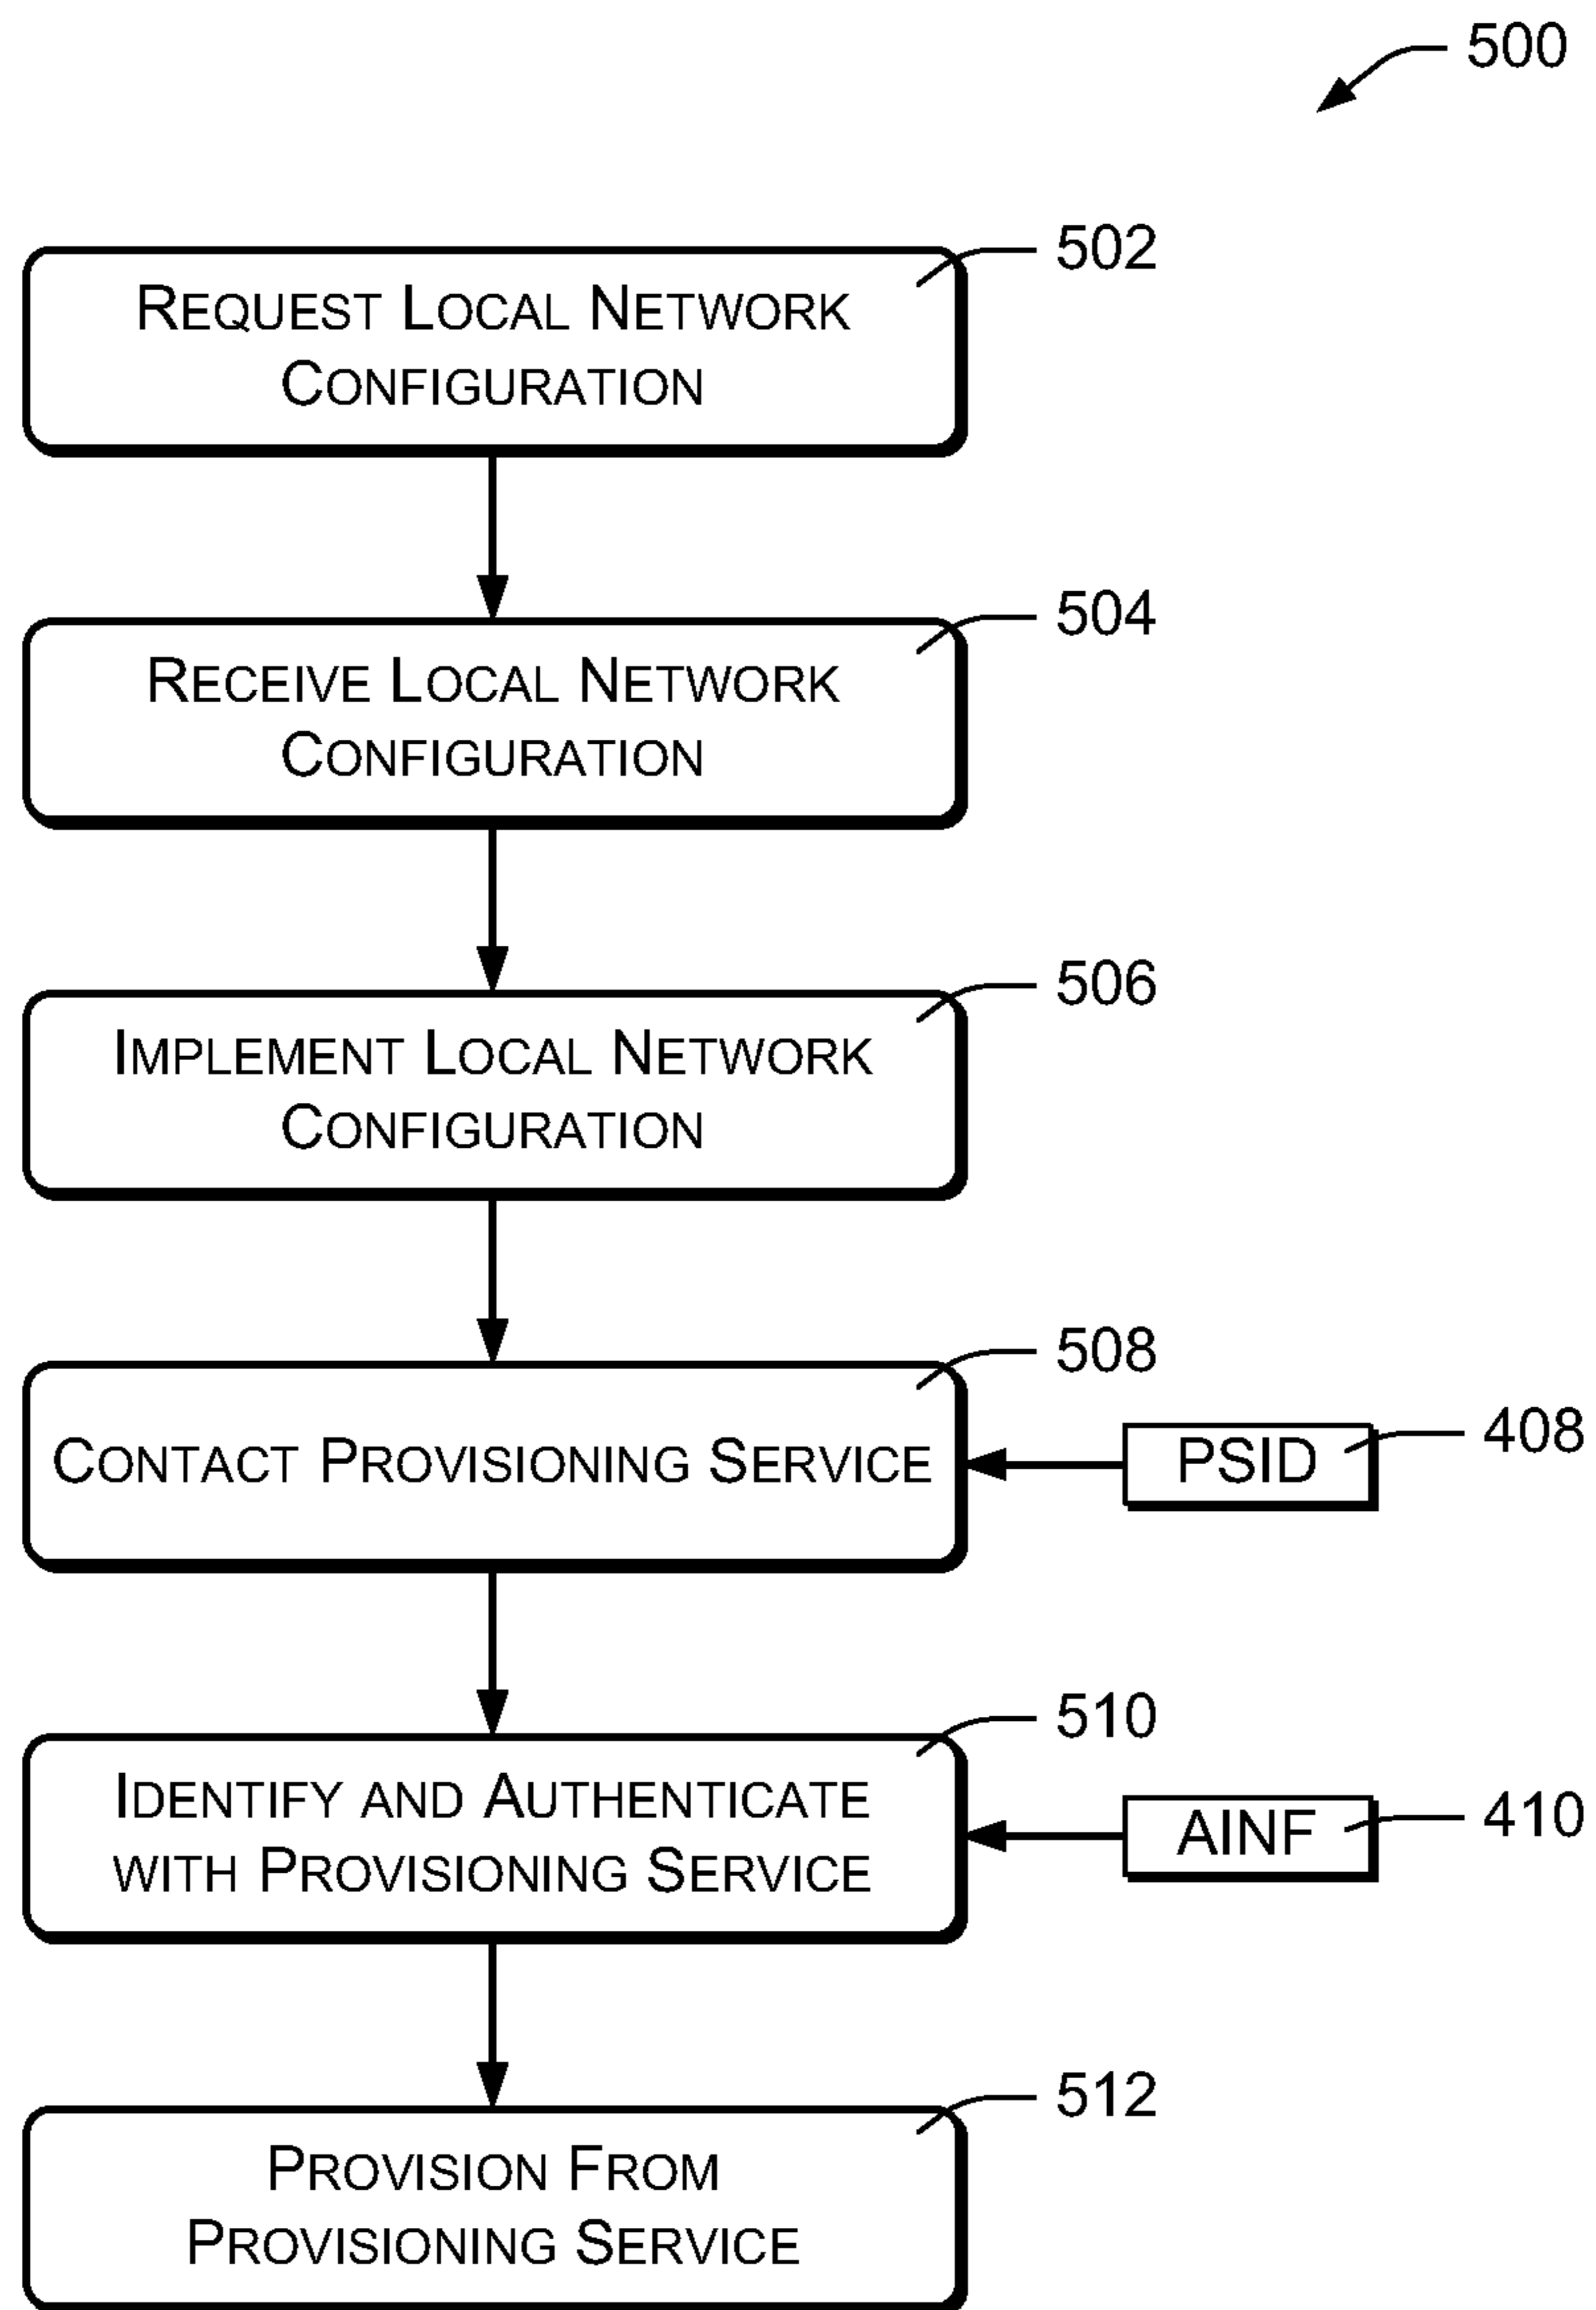 500
502
REQUEST LOCAL NETWORK
CONFIGURATION
504
RECEIVE LOCAL NETWORK
CONFIGURATION
506
IMPLEMENT LOCAL NETWORK
CONFIGURATION
508
CONTACT PROVISIONING SERVICE
PSID
408
510
IDENTIFY AND AUTHENTICATE
WITH PROVISIONING SERVICE
AINF
410
512
PROVISION FROM
PROVISIONING SERVICE